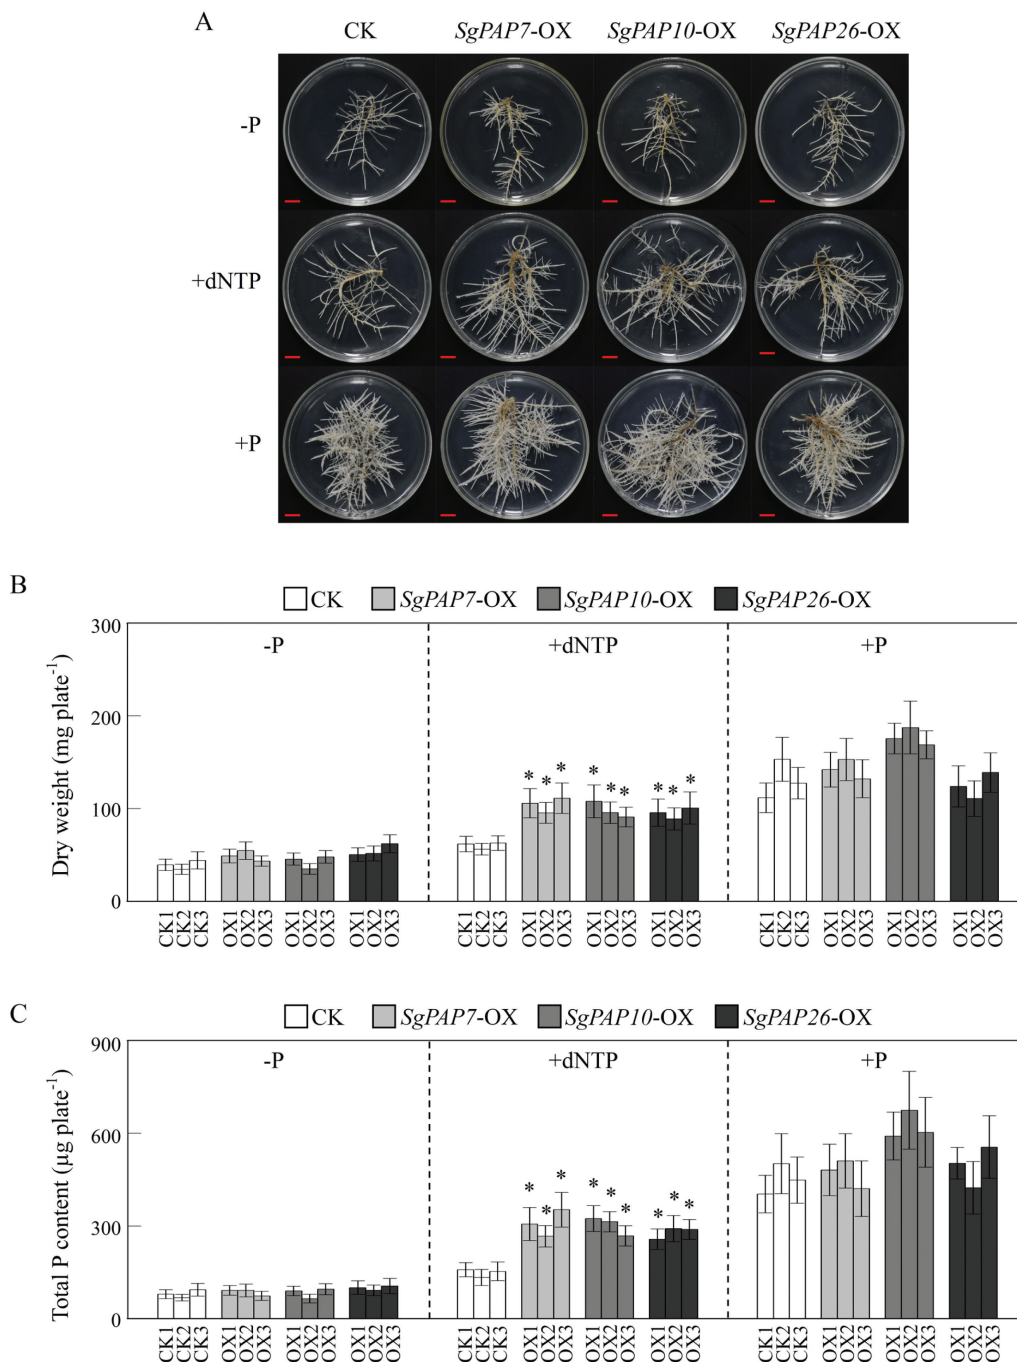 A
CK SgPAP7-OX SgPAP10-OX SgPAP26-OX
-P
+dNTP
+P
B
CK SgPAP7-OX SgPAP10-OX SgPAP26-OX
-P +dNTP +P
Dry weight (mg plate⁻¹)
300
200
100
0
* * * * * * * * *
CK1 CK2 CK3 OX1 OX2 OX3 OX1 OX2 OX3 OX1 OX2 OX3 CK1 CK2 CK3 OX1 OX2 OX3 OX1 OX2 OX3 OX1 OX2 OX3 CK1 CK2 CK3 OX1 OX2 OX3 OX1 OX2 OX3 OX1 OX2 OX3
C
CK SgPAP7-OX SgPAP10-OX SgPAP26-OX
-P +dNTP +P
Total P content (µg plate⁻¹)
900
600
300
0
* * * * * * * * *
CK1 CK2 CK3 OX1 OX2 OX3 OX1 OX2 OX3 OX1 OX2 OX3 CK1 CK2 CK3 OX1 OX2 OX3 OX1 OX2 OX3 OX1 OX2 OX3 CK1 CK2 CK3 OX1 OX2 OX3 OX1 OX2 OX3 OX1 OX2 OX3